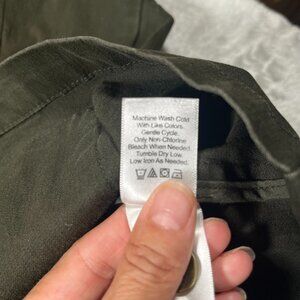 Machine Wash Cold
With Like Colors.
Gentle Cycle.
Only Non-Chlorine
Bleach When Needed.
Tumble Dry Low.
Low Iron As Needed.